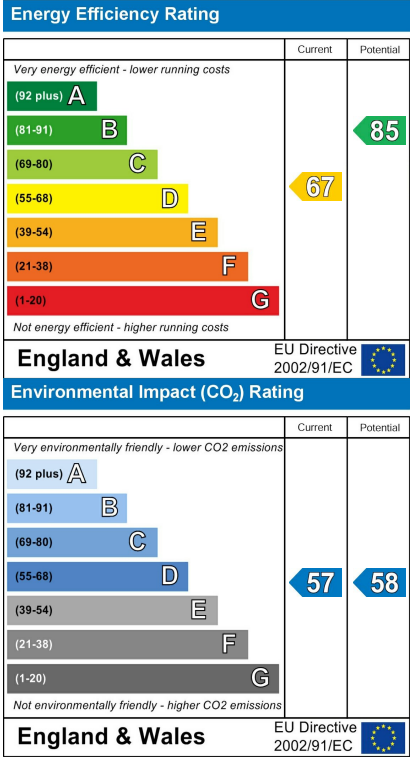 Energy Efficiency Rating
Current Potential
Very energy efficient - lower running costs
(92 plus) A
(81-91) B
85
(69-80) C
67
(55-68) D
(39-54) E
(21-38) F
(1-20) G
Not energy efficient - higher running costs
England & Wales
EU Directive
2002/91/EC
Environmental Impact (CO₂) Rating
Current Potential
Very environmentally friendly - lower CO2 emissions
(92 plus) A
(81-91) B
(69-80) C
(55-68) D
57 58
(39-54) E
(21-38) F
(1-20) G
Not environmentally friendly - higher CO2 emissions
England & Wales
EU Directive
2002/91/EC